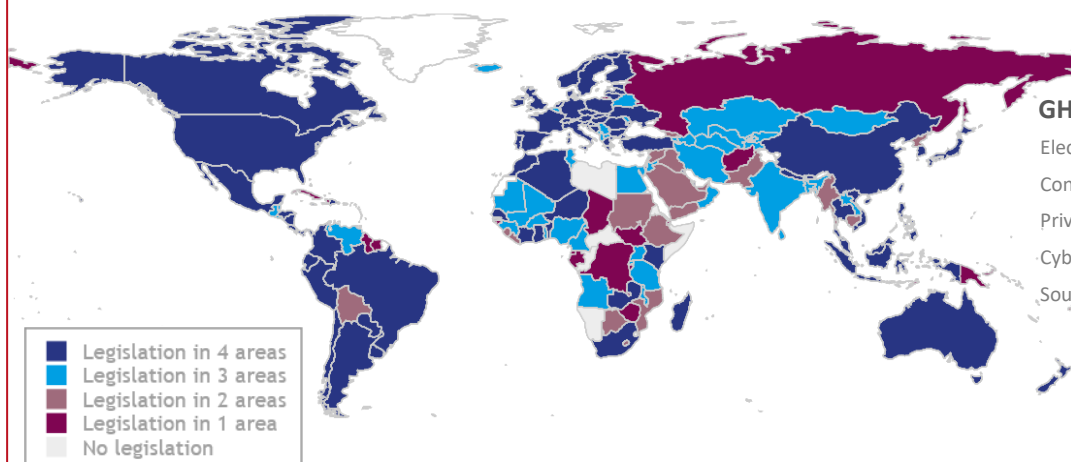 GH
Elec
Con
Priv
Cyb
Sou
Legislation in 4 areas
Legislation in 3 areas
Legislation in 2 areas
Legislation in 1 area
No legislation